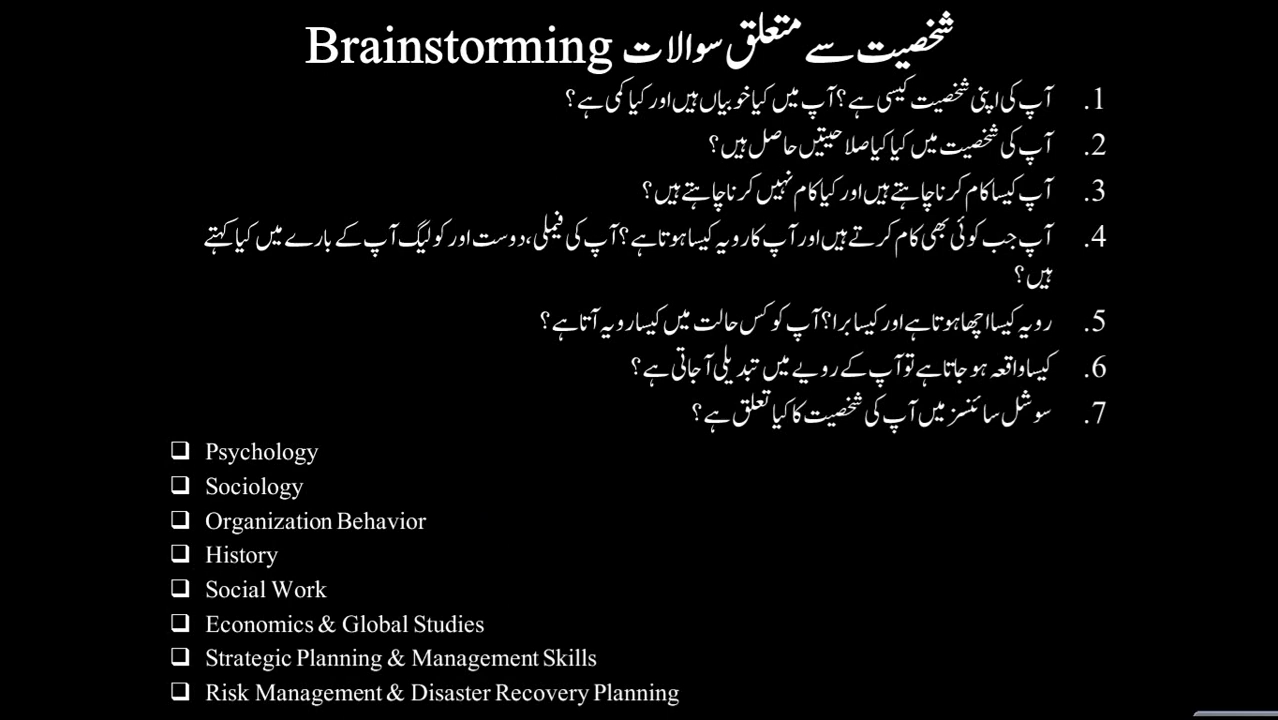 شخصیت سے متعلق سوالات Brainstorming
1. آپ کی اپنی شخصیت کیسی ہے؟ آپ میں کیا خوبیاں ہیں اور کیا کمی ہے؟
2. آپ کی شخصیت میں کیا کیا صلاحیتیں حاصل ہیں؟
3. آپ کیسا کام کرنا چاہتے ہیں اور کیا کام نہیں کرنا چاہتے ہیں؟
4. آپ جب کوئی بھی کام کرتے ہیں اور آپ کا رویہ کیسا ہوتا ہے؟ آپ کی فیملی، دوست اور کولیگ آپ کے بارے میں کیا کہتے
ہیں؟
5. رویہ کیسا اچھا ہوتا ہے اور کیسا برا؟ آپ کو کس حالت میں کیسا رویہ آتا ہے؟
6. کیسا واقعہ ہو جاتا ہے تو آپ کے رویے میں تبدیلی آ جاتی ہے؟
7. سوشل سائنسز میں آپ کی شخصیت کا کیا تعلق ہے؟
❑ Psychology
❑ Sociology
❑ Organization Behavior
❑ History
❑ Social Work
❑ Economics & Global Studies
❑ Strategic Planning & Management Skills
❑ Risk Management & Disaster Recovery Planning